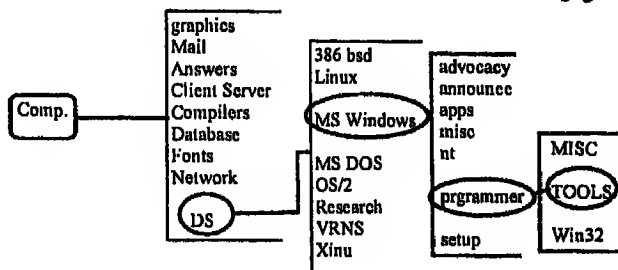 Comp.
graphics
Mail
Answers
Client Server
Compilers
Database
Fonts
Network
DS
386 bsd
Linux
MS Windows
MS DOS
OS/2
Research
VRNS
Xinu
advocacy
announce
apps
misc
nt
prgrammer
setup
MISC
TOOLS
Win32